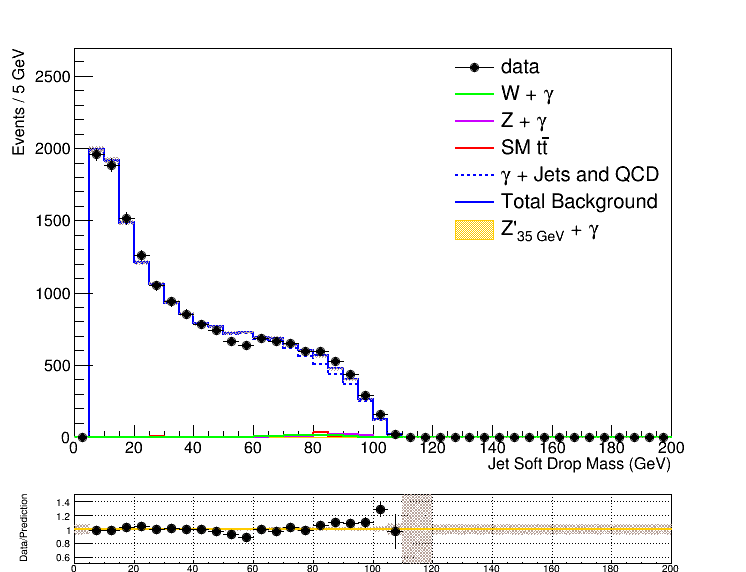 Events / 5 GeV
2500
2000
1500
1000
500
0
data
W + γ
Z + γ
SM tt̄
γ + Jets and QCD
Total Background
Z'35 GeV + γ
0 20 40 60 80 100 120 140 160 180 200
Jet Soft Drop Mass (GeV)
Data/Prediction
1.4
1.2
1
0.8
0.6
0 20 40 60 80 100 120 140 160 180 200